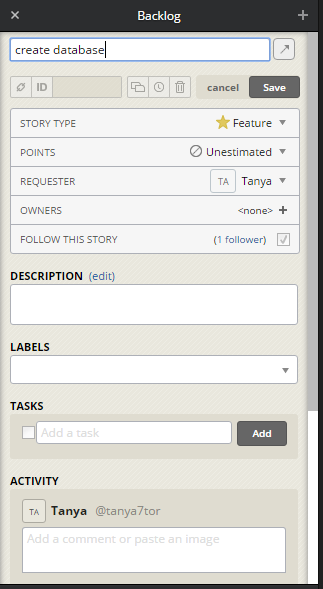 Backlog
create database
ID
cancel
Save
STORY TYPE Feature
POINTS Unestimated
REQUESTER TA Tanya
OWNERS <none> +
FOLLOW THIS STORY (1 follower)
DESCRIPTION (edit)
LABELS
TASKS
Add a task Add
ACTIVITY
TA Tanya @tanya7tor
Add a comment or paste an image